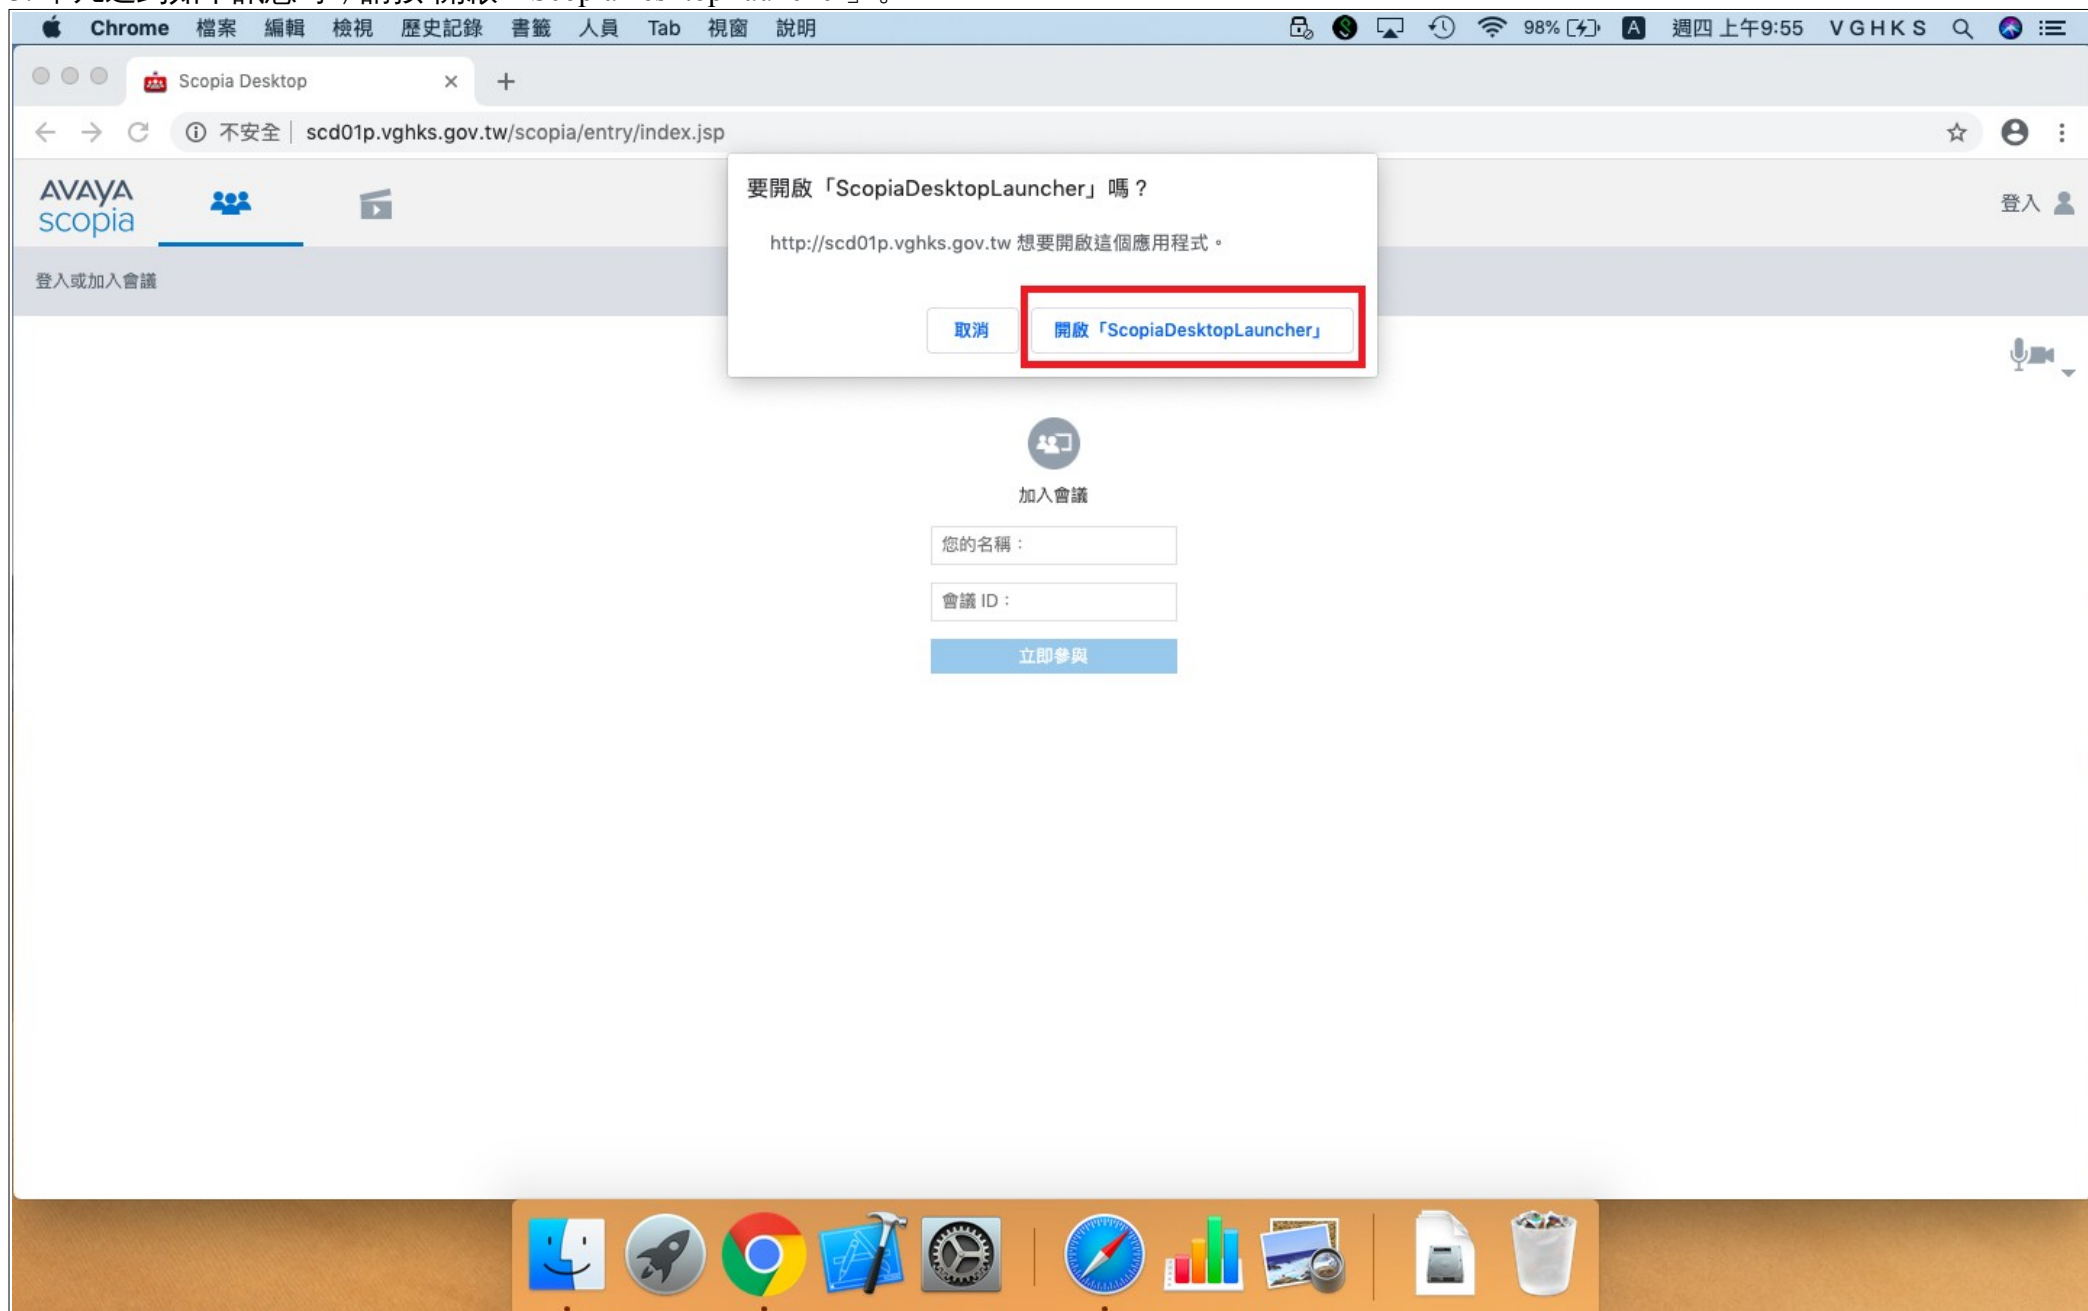 Chrome 檔案 編輯 檢視 歷史記錄 書籤 人員 Tab 視窗 說明 98% A 週四 上午9:55 VGHKS
Scopia Desktop
不安全 scd01p.vghks.gov.tw/scopia/entry/index.jsp
AVAYA
scopia
登入
要開啟「ScopiaDesktopLauncher」嗎？
http://scd01p.vghks.gov.tw 想要開啟這個應用程式。
取消 開啟「ScopiaDesktopLauncher」
登入或加入會議
加入會議
您的名稱：
會議 ID：
立即參與